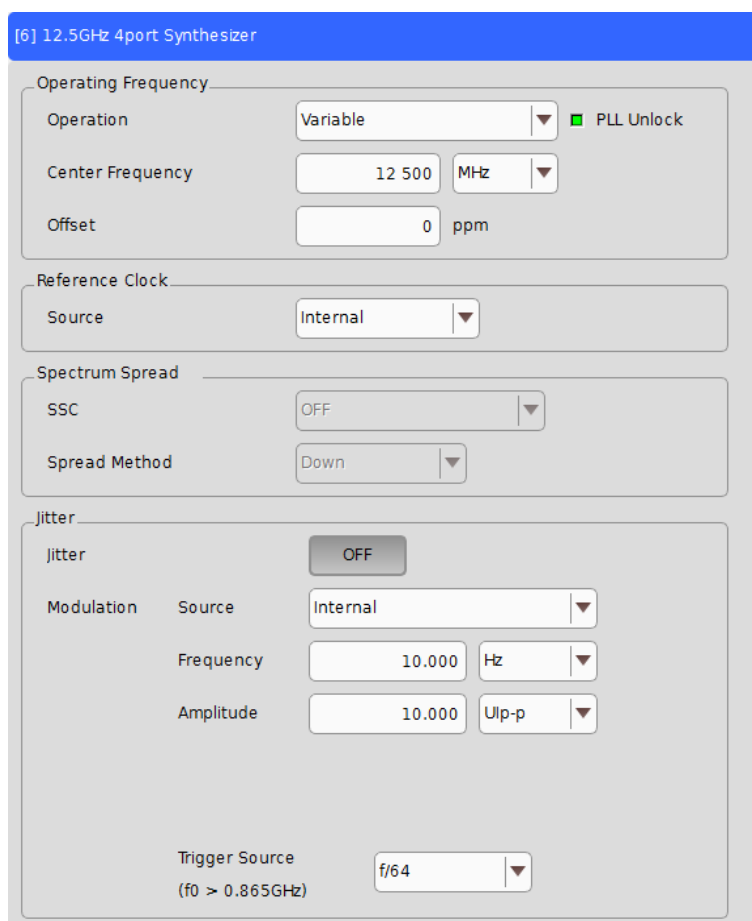 [6] 12.5GHz 4port Synthesizer
Operating Frequency
Operation Variable PLL Unlock
Center Frequency 12 500 MHz
Offset 0 ppm
Reference Clock
Source Internal
Spectrum Spread
SSC OFF
Spread Method Down
Jitter
Jitter OFF
Modulation Source Internal
Frequency 10.000 Hz
Amplitude 10.000 UIp-p
Trigger Source
(f0 > 0.865GHz)
f/64